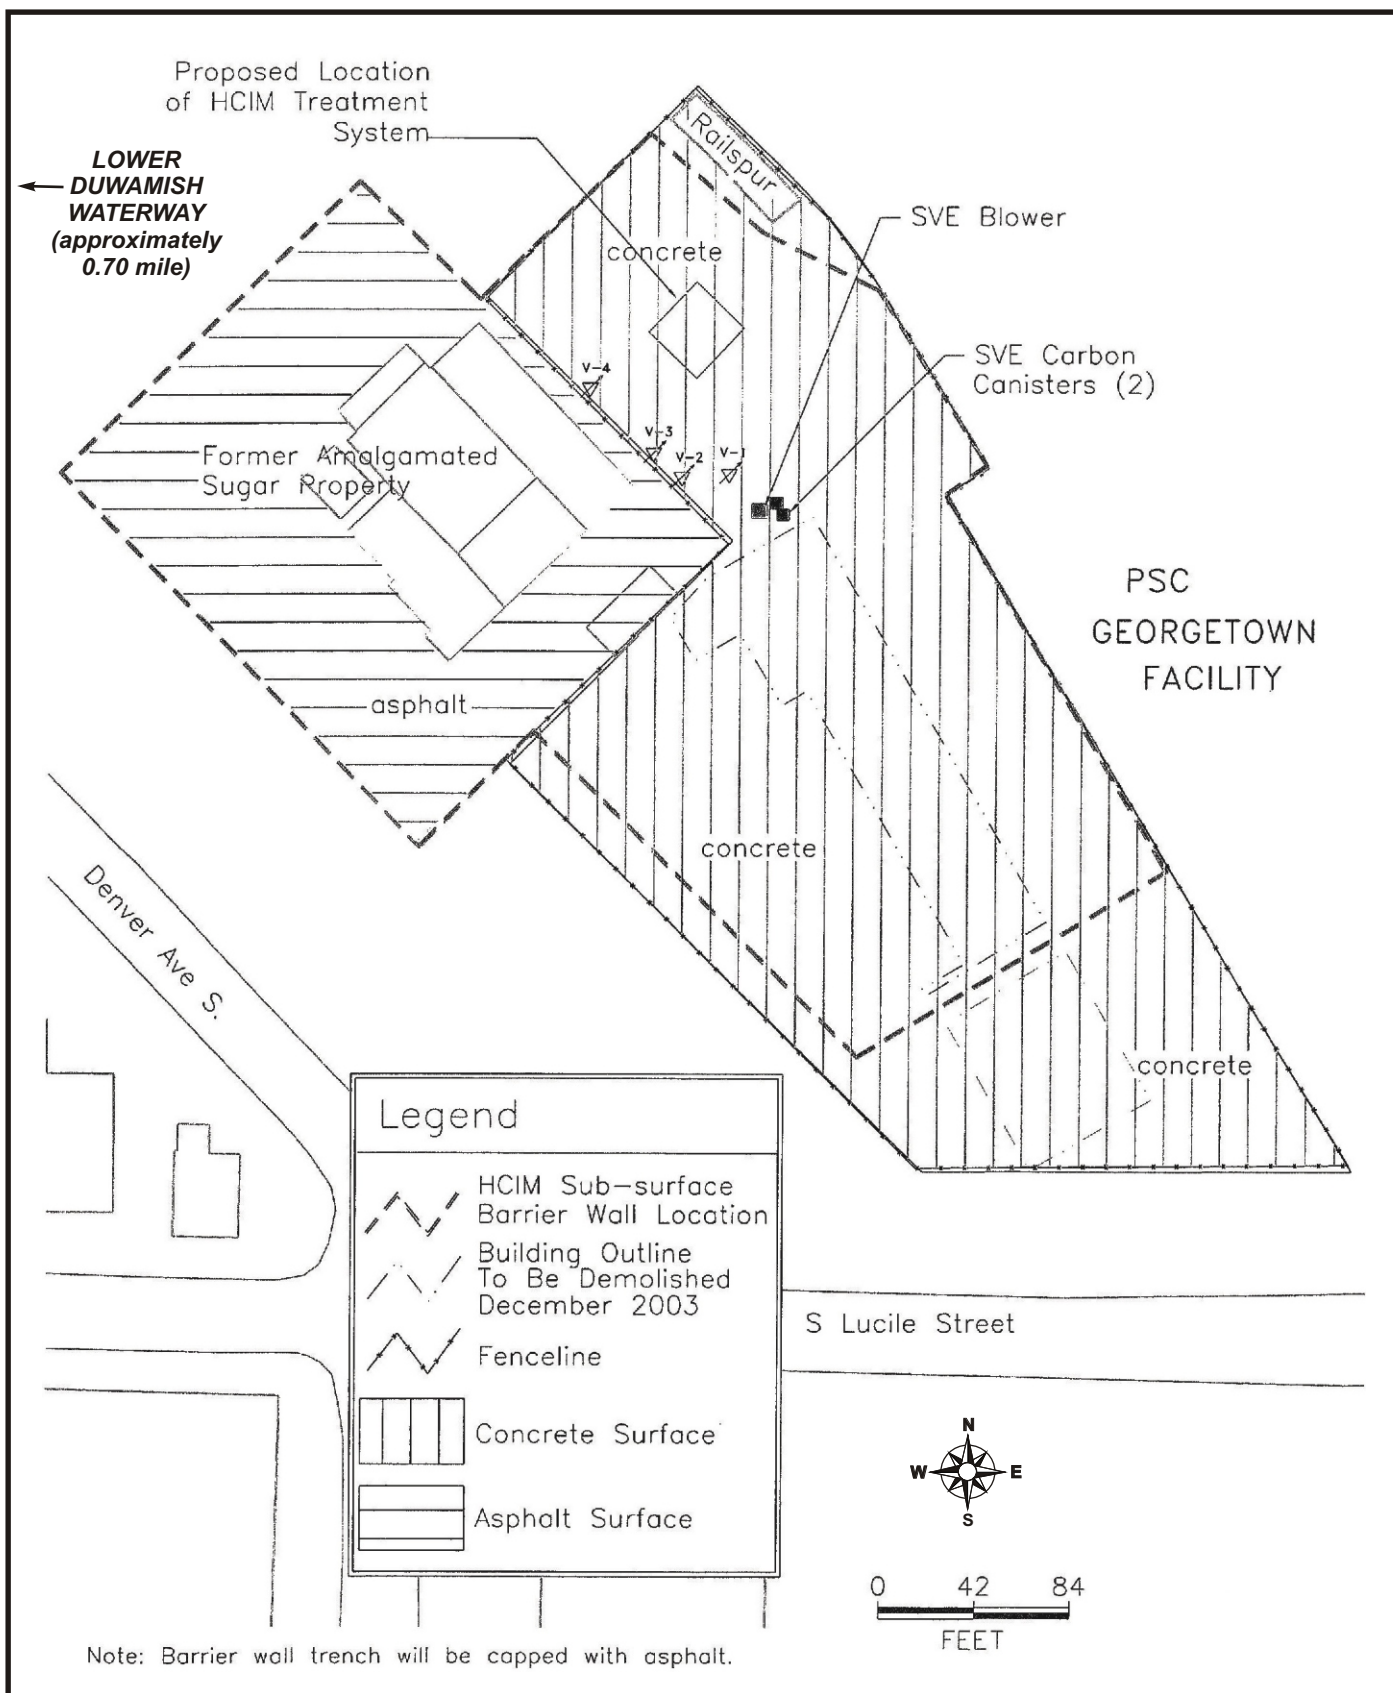 Proposed Location
of HCIM Treatment
System
LOWER
DUWAMISH
WATERWAY
(approximately
0.70 mile)
Railspur
SVE Blower
concrete
SVE Carbon
Canisters (2)
V-4
V-3
V-2
V-1
Former Amalgamated
Sugar Property
PSC
GEORGETOWN
FACILITY
asphalt
concrete
Denver Ave S.
concrete
Legend
HCIM Sub-surface
Barrier Wall Location
Building Outline
To Be Demolished
December 2003
Fenceline
Concrete Surface
Asphalt Surface
S Lucile Street
N
W E
S
0 42 84
FEET
Note: Barrier wall trench will be capped with asphalt.